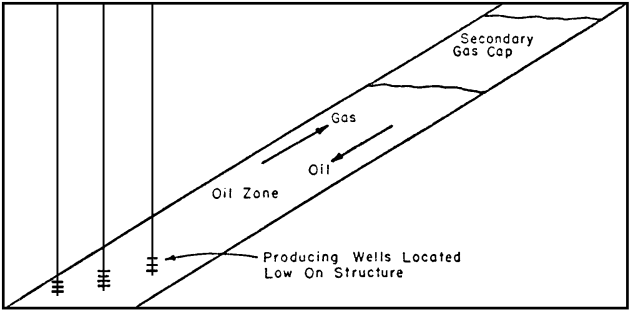 Secondary
Gas Cap
Gas
Oil
Oil Zone
Producing Wells Located
Low On Structure